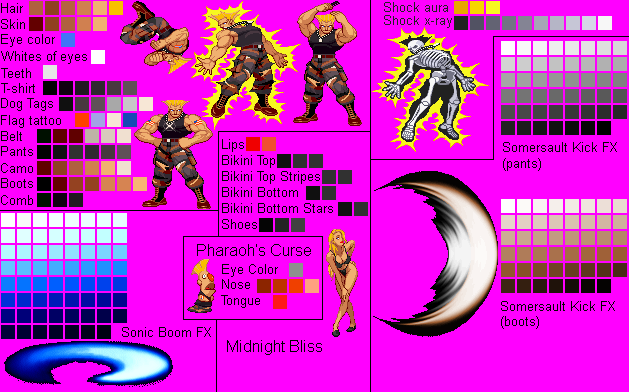 Hair
Skin
Eye color
Whites of eyes
Teeth
T-shirt
Dog Tags
Flag tattoo
Belt
Pants
Camo
Boots
Comb
Shock aura
Shock x-ray
Somersault Kick FX
(pants)
Lips
Bikini Top
Bikini Top Stripes
Bikini Bottom
Bikini Bottom Stars
Shoes
Pharaoh's Curse
Eye Color
Nose
Tongue
Midnight Bliss
Sonic Boom FX
Somersault Kick FX
(boots)